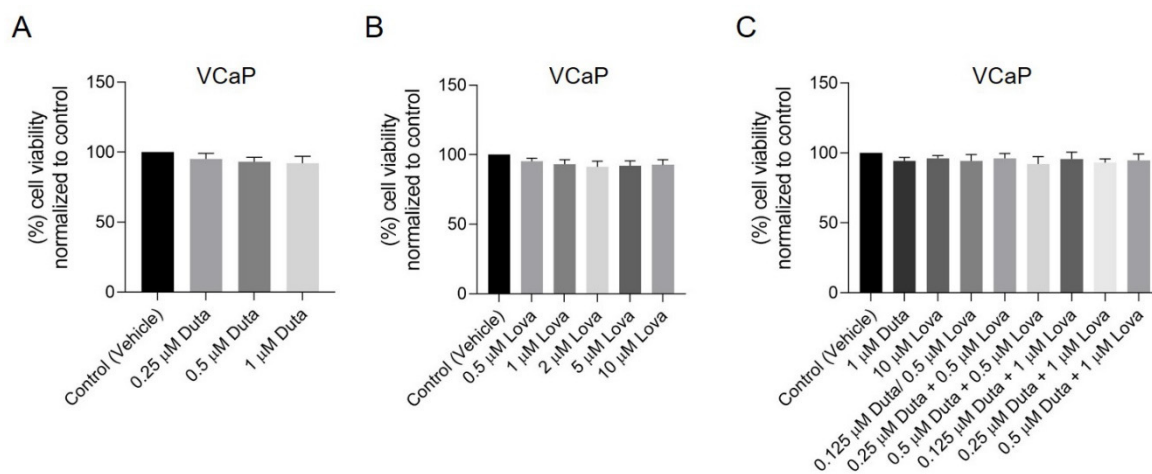 A
VCaP
(%) cell viability
normalized to control
150
100
50
0
Control (Vehicle)
0.25 μM Duta
0.5 μM Duta
1 μM Duta
B
VCaP
(%) cell viability
normalized to control
150
100
50
0
Control (Vehicle)
0.5 μM Lova
1 μM Lova
2 μM Lova
5 μM Lova
10 μM Lova
C
VCaP
(%) cell viability
normalized to control
150
100
50
0
Control (Vehicle)
1 μM Duta
10 μM Lova
0.125 μM Duta/ 0.5 μM Lova
0.25 μM Duta + 0.5 μM Lova
0.5 μM Duta + 0.5 μM Lova
0.125 μM Duta + 1 μM Lova
0.25 μM Duta + 1 μM Lova
0.5 μM Duta + 1 μM Lova